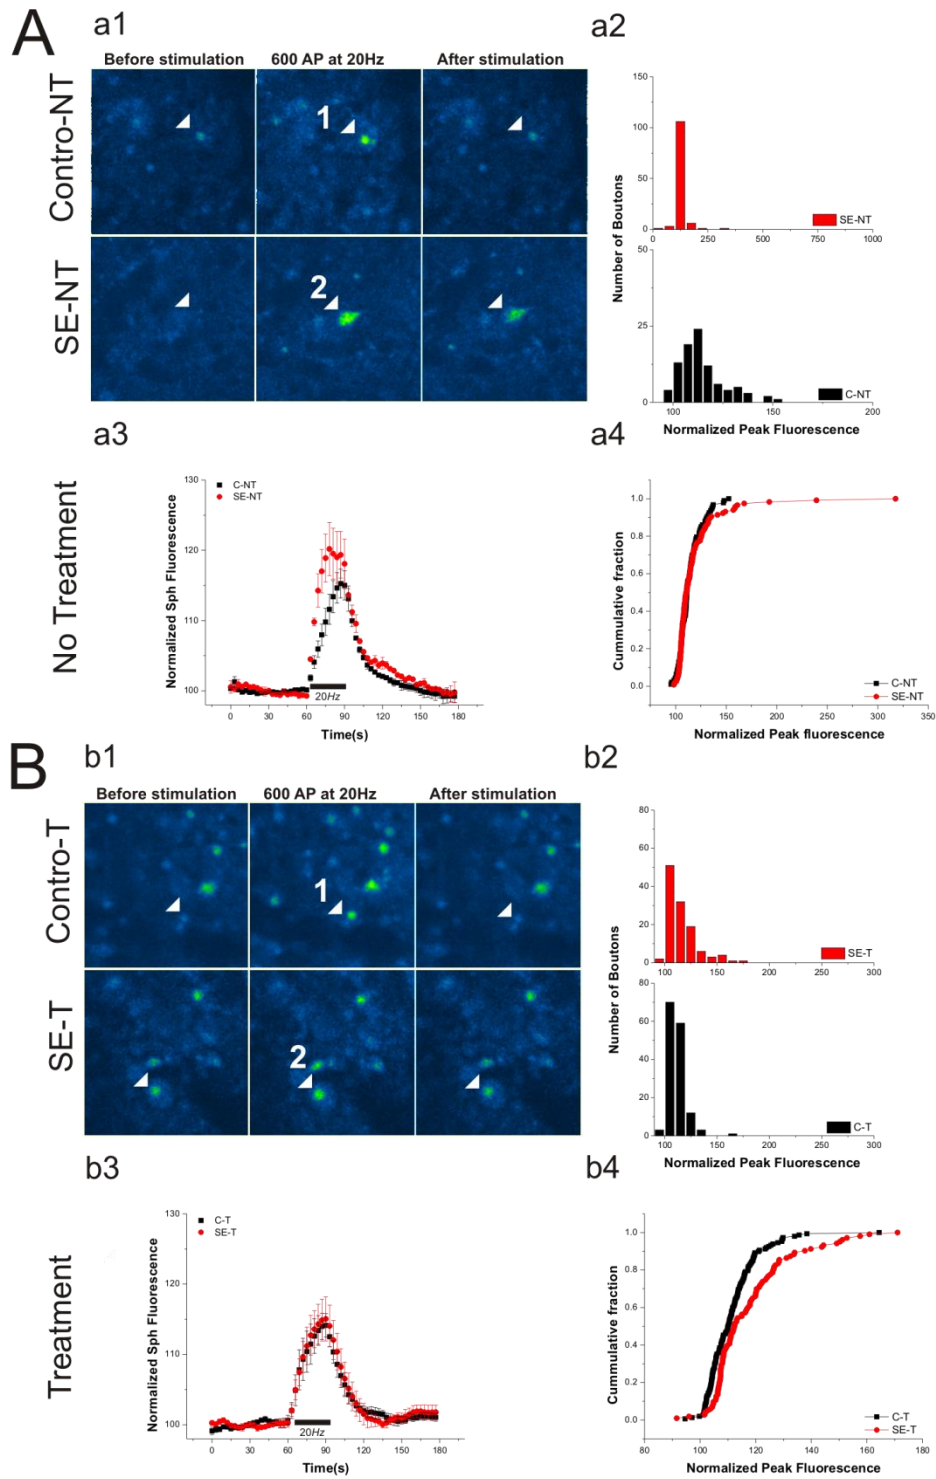 A
a1
a2
Before stimulation 600 AP at 20Hz After stimulation
Contro-NT
1
SE-NT
2
150
100
50
0
SE-NT
0 250 500 750 1000
Number of Boutons
50
25
0
C-NT
100 150 200
Normalized Peak Fluorescence
No Treatment
a3
130
120
110
100
C-NT
SE-NT
Normalized Sph Fluorescence
20Hz
0 30 60 90 120 150 180
Time(s)
a4
1.0
0.8
0.6
0.4
0.2
0.0
Cummulative fraction
C-NT
SE-NT
100 150 200 250 300 350
Normalized Peak fluorescence
B
b1
b2
Before stimulation 600 AP at 20Hz After stimulation
Contro-T
1
SE-T
2
80
60
40
20
0
SE-T
100 150 200 250 300
Number of Boutons
80
60
40
20
0
C-T
100 150 200 250 300
Normalized Peak Fluorescence
Treatment
b3
130
120
110
100
C-T
SE-T
Normalized Sph Fluorescence
20Hz
0 30 60 90 120 150 180
Time(s)
b4
1.0
0.8
0.6
0.4
0.2
0.0
Cummulative fraction
C-T
SE-T
80 100 120 140 160 180
Normalized Peak Fluorescence